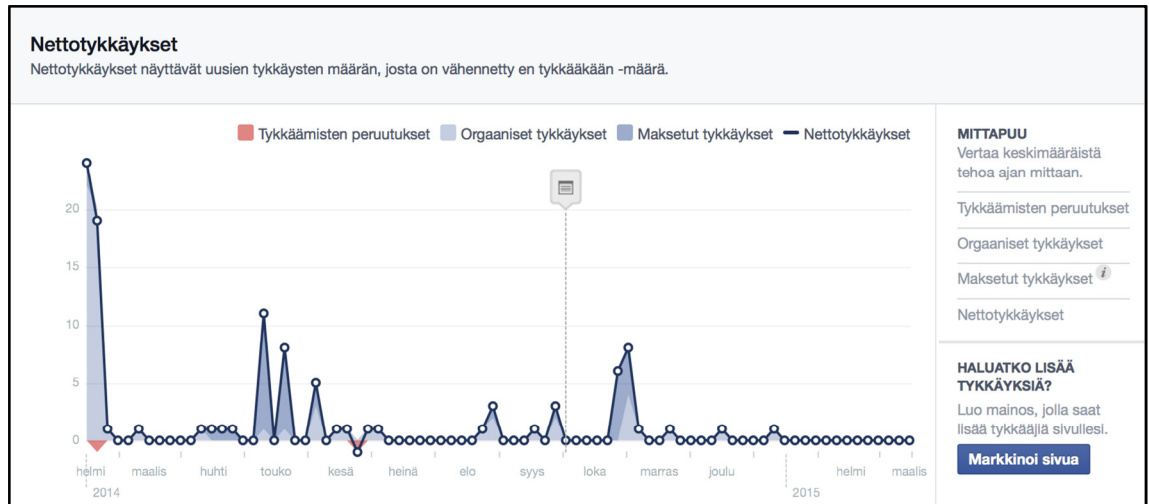 Nettotykkäykset
Nettotykkäykset näyttävät uusien tykkäysten määrän, josta on vähennetty en tykkääkään -määrä.
Tykkäämisten peruutukset Orgaaniset tykkäykset Maksetut tykkäykset Nettotykkäykset
20
15
10
5
0
helmi maalis huhti touko kesä heinä elo syys loka marras joulu helmi maalis
2014 2015
MITTAPUU
Vertaa keskimääräistä
tehoa ajan mittaan.
Tykkäämisten peruutukset
Orgaaniset tykkäykset
Maksetut tykkäykset i
Nettotykkäykset
HALUATKO LISÄÄ
TYKKÄYKSIÄ?
Luo mainos, jolla saat
lisää tykkääjiä sivullesi.
Markkinoi sivua